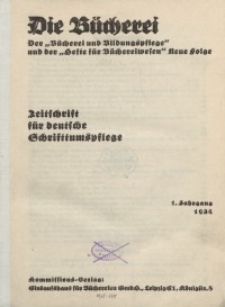 Die Bücherei
Der „Bücherei und Bildungspflege"
und der „Hefte für Büchereiwesen" Neue Folge
Zeitschrift
für deutsche
Schrifttumspflege
1. Jahrgang
1934
Kommissions-Verlag:
Einkaufshaus für Büchereien GmbH., Leipzig C1, Königstr. 8